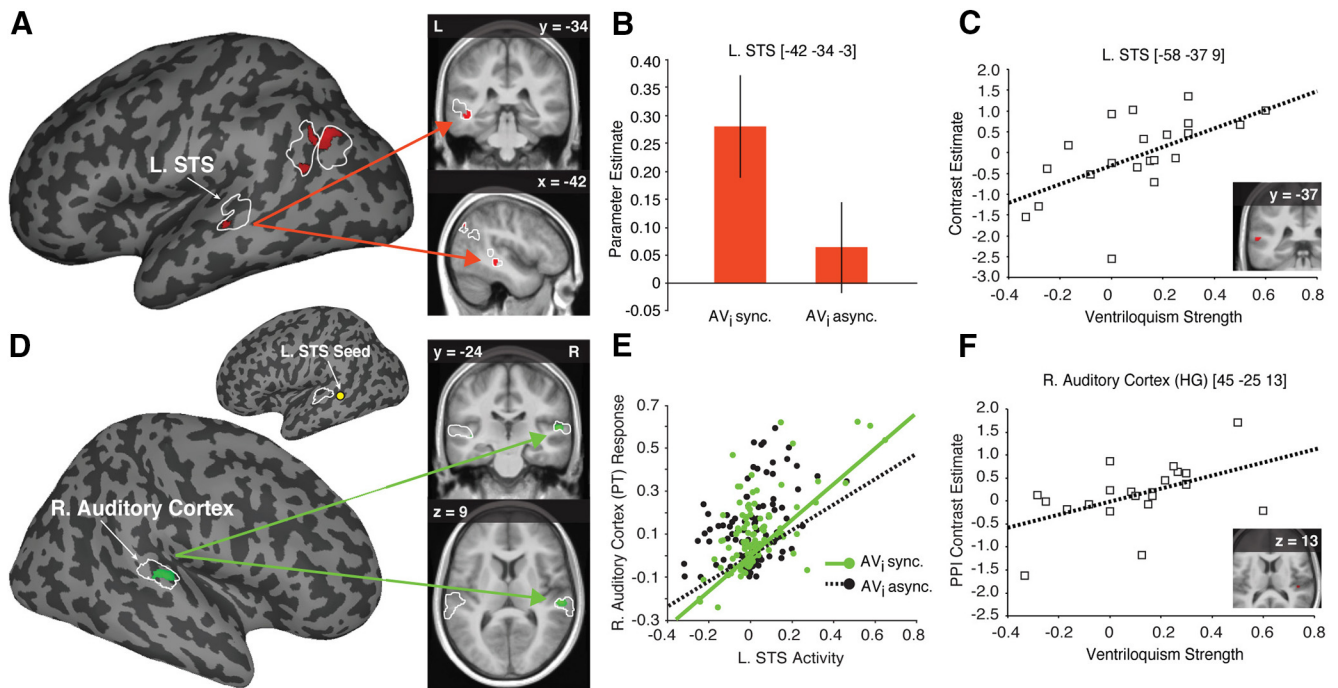 A
L. STS
L
y = -34
x = -42
B
L. STS [-42 -34 -3]
Parameter Estimate
0.40
0.35
0.30
0.25
0.20
0.15
0.10
0.05
0
-0.05
AVi sync.
AVi async.
C
L. STS [-58 -37 9]
Contrast Estimate
2.0
1.5
1.0
0.5
0
-0.5
-1.0
-1.5
-2.0
-2.5
-3.0
y = -37
-0.4 -0.2 0 0.2 0.4 0.6 0.8
Ventriloquism Strength
D
L. STS Seed
R. Auditory Cortex
y = -24
R
z = 9
E
R. Auditory Cortex (PT) Response
0.7
0.5
0.3
0.1
-0.1
-0.3
AVi sync.
AVi async.
-0.4 -0.2 0 0.2 0.4 0.6 0.8
L. STS Activity
F
R. Auditory Cortex (HG) [45 -25 13]
PPI Contrast Estimate
2.0
1.5
1.0
0.5
0
-0.5
-1.0
-1.5
-2.0
-2.5
z = 13
-0.4 -0.2 0 0.2 0.4 0.6 0.8
Ventriloquism Strength